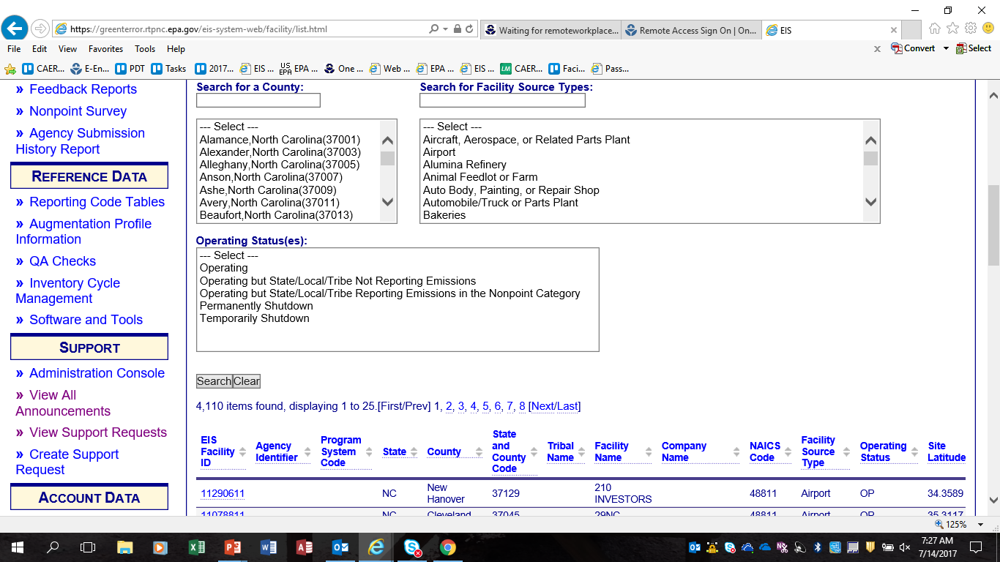 https://greenterror.rtpnc.epa.gov/eis-system-web/facility/list.html
Waiting for remoteworkplace...
Remote Access Sign On | On...
EIS
File Edit View Favorites Tools Help
Convert
Select
CAER...
E-En...
PDT
Tasks
2017...
EIS ...
US EPA
EPA ...
One ...
Web ...
EPA ...
EIS ...
LM
CAER...
Faci...
Pass...
» Feedback Reports
» Nonpoint Survey
» Agency Submission
History Report
REFERENCE DATA
» Reporting Code Tables
» Augmentation Profile
Information
» QA Checks
» Inventory Cycle
Management
» Software and Tools
SUPPORT
» Administration Console
» View All
Announcements
» View Support Requests
» Create Support
Request
ACCOUNT DATA
Search for a County:
--- Select ---
Alamance,North Carolina(37001)
Alexander,North Carolina(37003)
Alleghany,North Carolina(37005)
Anson,North Carolina(37007)
Ashe,North Carolina(37009)
Avery,North Carolina(37011)
Beaufort,North Carolina(37013)
Search for Facility Source Types:
--- Select ---
Aircraft, Aerospace, or Related Parts Plant
Airport
Alumina Refinery
Animal Feedlot or Farm
Auto Body, Painting, or Repair Shop
Automobile/Truck or Parts Plant
Bakeries
Operating Status(es):
--- Select ---
Operating
Operating but State/Local/Tribe Not Reporting Emissions
Operating but State/Local/Tribe Reporting Emissions in the Nonpoint Category
Permanently Shutdown
Temporarily Shutdown
Search Clear
4,110 items found, displaying 1 to 25.[First/Prev] 1, 2, 3, 4, 5, 6, 7, 8 [Next/Last]
EIS
Facility
ID
Agency
Identifier
Program
System
Code
State
County
State
and
County
Code
Tribal
Name
Facility
Name
Company
Name
NAICS
Code
Facility
Source
Type
Operating
Status
Site
Latitude
11290611 NC New Hanover 37129 210 INVESTORS 48811 Airport OP 34.3589
11078811 NC Cleveland 37045 29NC 48811 Airport OP 35.3117
125%
7:27 AM
7/14/2017